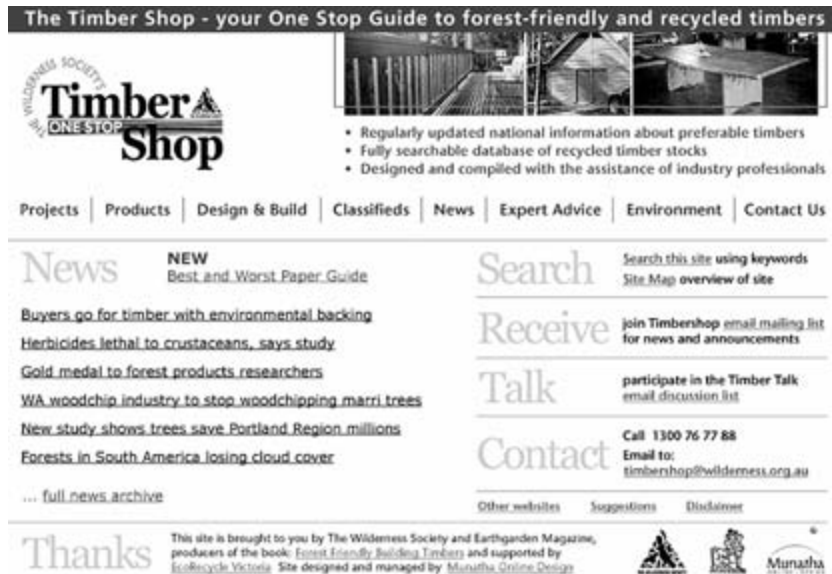 The Timber Shop - your One Stop Guide to forest-friendly and recycled timbers
THE WILDERNESS SOCIETY'S
Timber
ONE STOP
Shop
• Regularly updated national information about preferable timbers
• Fully searchable database of recycled timber stocks
• Designed and compiled with the assistance of industry professionals
Projects | Products | Design & Build | Classifieds | News | Expert Advice | Environment | Contact Us
News
NEW
Best and Worst Paper Guide
Buyers go for timber with environmental backing
Herbicides lethal to crustaceans, says study
Gold medal to forest products researchers
WA woodchip industry to stop woodchipping marri trees
New study shows trees save Portland Region millions
Forests in South America losing cloud cover
... full news archive
Search
Search this site using keywords
Site Map overview of site
Receive
join Timbershop email mailing list
for news and announcements
Talk
participate in the Timber Talk
email discussion list
Contact
Call 1300 76 77 88
Email to:
timbershop@wilderness.org.au
Other websites Suggestions Disclaimer
Thanks
This site is brought to you by The Wilderness Society and Earthgarden Magazine,
producers of the book: Forest Friendly Building Timbers and supported by
EcoRecycle Victoria Site designed and managed by Munatha Online Design
Munatha